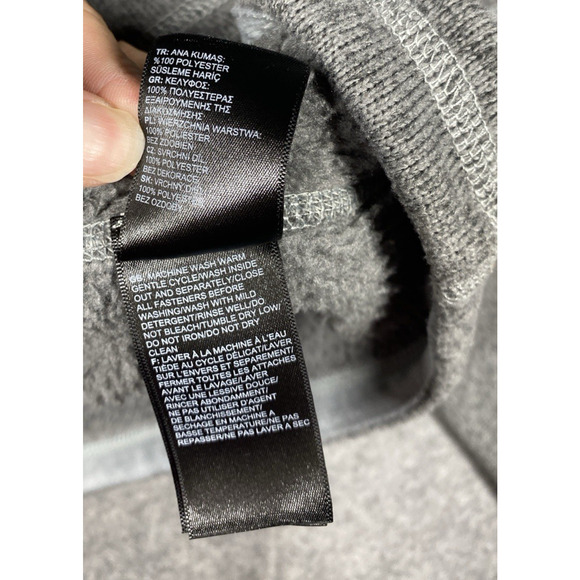 TR: ANA KUMAŞ:
%100 POLYESTER
SÜSLEME HARİÇ
GR: ΚΕΛΥΦΟΣ:
100% ΠΟΛΥΕΣΤΕΡΑΣ
ΕΞΑΙΡΟΥΜΕΝΗΣ ΤΗΣ
ΔΙΑΚΟΣΜΗΣΗΣ
PL: WIERZCHNIA WARSTWA:
100% POLIESTER
BEZ ZDOBIEŃ
CZ: SVRCHNÍ DÍL:
100% POLYESTER
BEZ DEKORACE
SK: VRCHNÝ DIEL:
100% POLYESTER
BEZ OZDOBY
GB/ MACHINE WASH WARM
GENTLE CYCLE/WASH INSIDE
OUT AND SEPARATELY/CLOSE
ALL FASTENERS BEFORE
WASHING/WASH WITH MILD
DETERGENT/RINSE WELL/DO
NOT BLEACH/TUMBLE DRY LOW/
DO NOT IRON/DO NOT DRY
CLEAN
F: LAVER À LA MACHINE À L'EAU
TIÈDE AU CYCLE DÉLICAT/LAVER
SUR L'ENVERS ET SÉPAREMENT/
FERMER TOUTES LES ATTACHES
AVANT LE LAVAGE/LAVER
AVEC UNE LESSIVE DOUCE/
RINCER ABONDAMMENT/
NE PAS UTILISER D'AGENT
DE BLANCHISSEMENT/
SÉCHAGE EN MACHINE A
BASSE TEMPERATURE/NE PAS
REPASSER/NE PAS LAVER A SEC